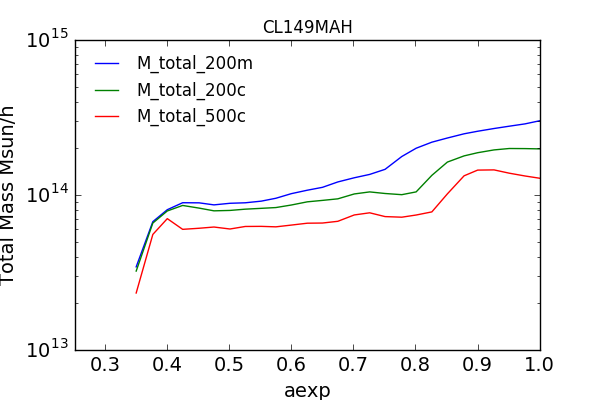 CL149MAH
10^15
10^14
10^13
Total Mass Msun/h
M_total_200m
M_total_200c
M_total_500c
0.3 0.4 0.5 0.6 0.7 0.8 0.9 1.0
aexp